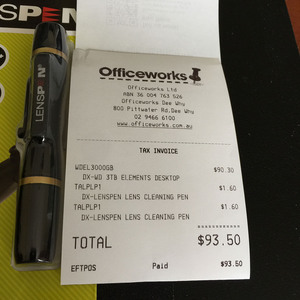 SPEN
LENSPEN
Officeworks
Officeworks Ltd
ABN 36 004 763 526
Officeworks Dee Why
800 Pittwater Rd,Dee Why
02 9466 6100
www.officeworks.com.au
TAX INVOICE
WDEL3000GB $90.30
DX-WD 3TB ELEMENTS DESKTOP
TALPLP1 $1.60
DX-LENSPEN LENS CLEANING PEN
TALPLP1 $1.60
DX-LENSPEN LENS CLEANING PEN
TOTAL $93.50
EFTPOS Paid $93.50